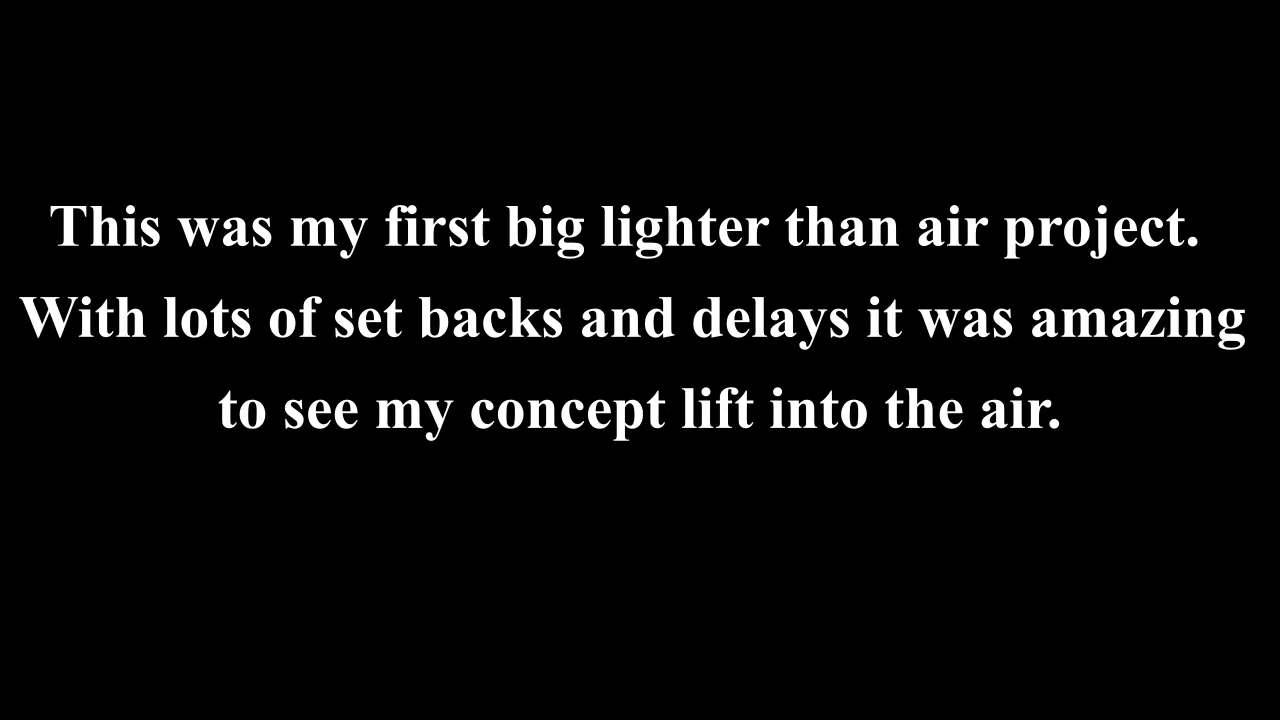 This was my first big lighter than air project.
With lots of set backs and delays it was amazing
to see my concept lift into the air.